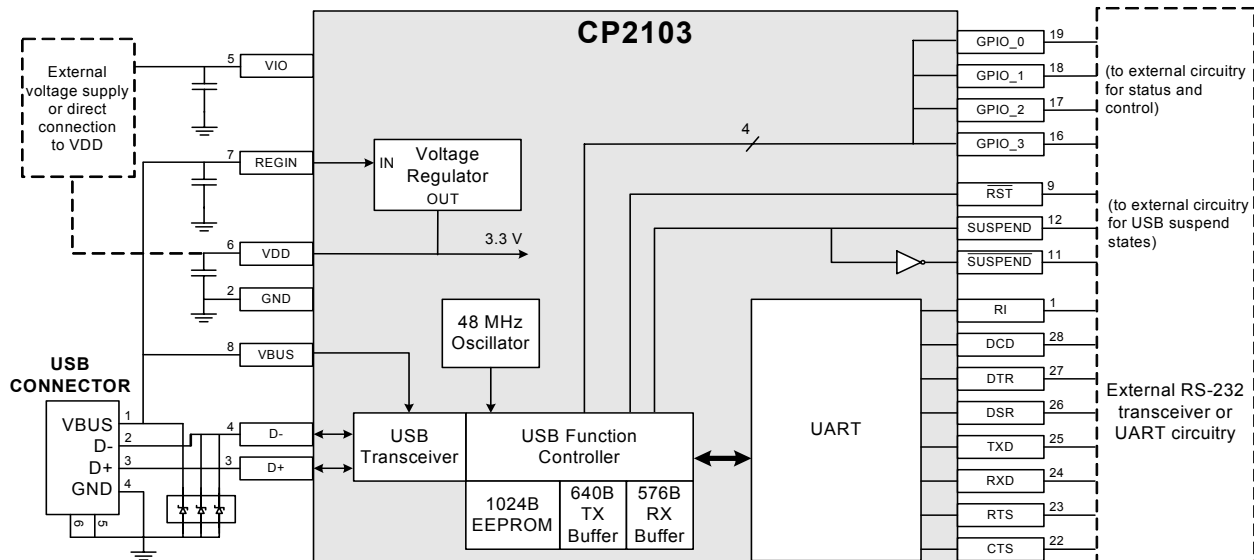 CP2103
External
voltage supply
or direct
connection
to VDD
5
VIO
7
REGIN
IN
Voltage
Regulator
OUT
6
VDD
3.3 V
2
GND
48 MHz
Oscillator
8
VBUS
USB
CONNECTOR
VBUS
1
D-
2
D+
3
GND
4
6
5
4
D-
3
D+
USB
Transceiver
USB Function
Controller
1024B
EEPROM
640B
TX
Buffer
576B
RX
Buffer
UART
4
GPIO_0
19
GPIO_1
18
GPIO_2
17
GPIO_3
16
RST
9
SUSPEND
12
SUSPEND
11
RI
1
DCD
28
DTR
27
DSR
26
TXD
25
RXD
24
RTS
23
CTS
22
(to external circuitry
for status and
control)
(to external circuitry
for USB suspend
states)
External RS-232
transceiver or
UART circuitry